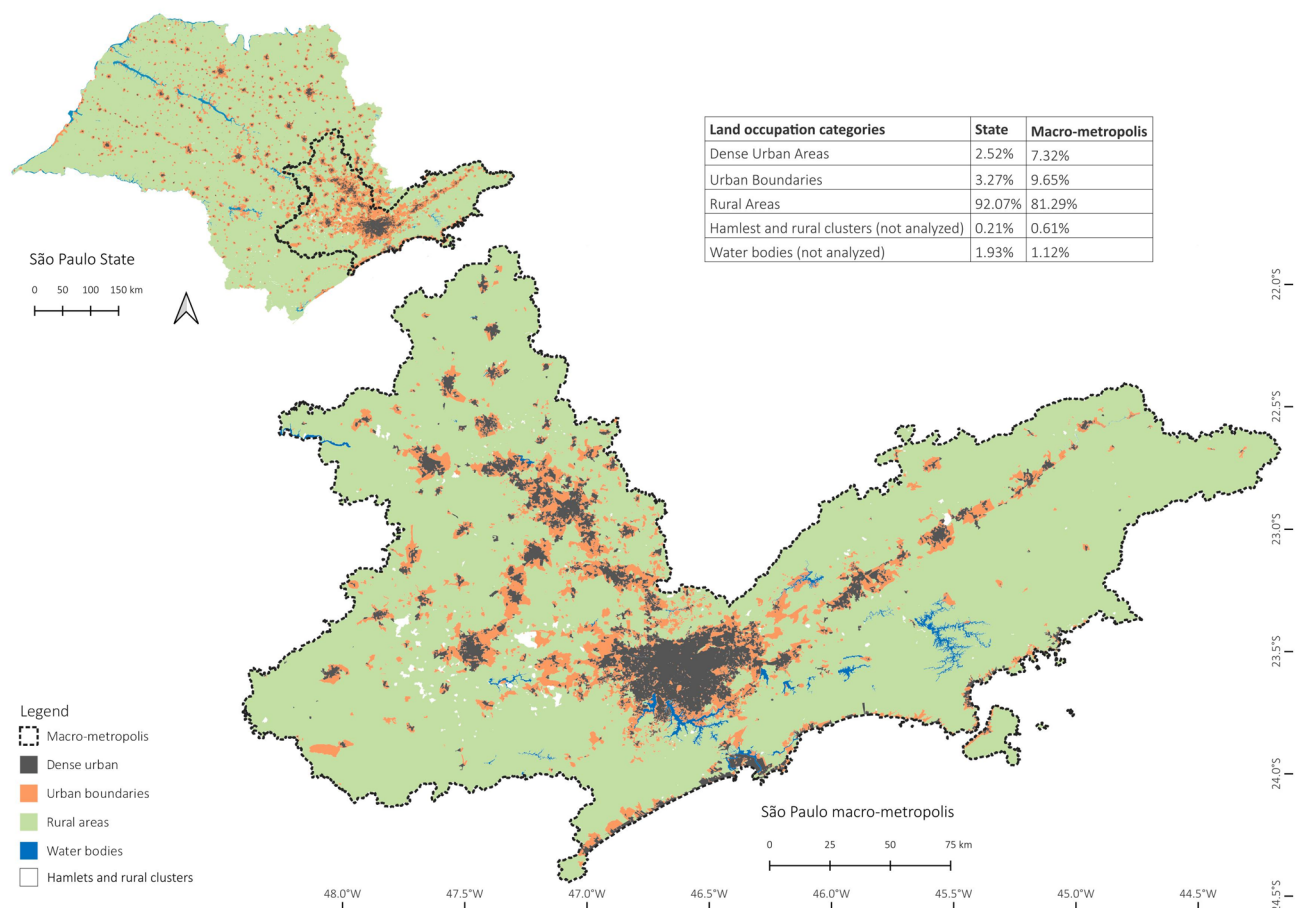 Land occupation categories State Macro-metropolis
Dense Urban Areas 2.52% 7.32%
Urban Boundaries 3.27% 9.65%
Rural Areas 92.07% 81.29%
Hamlest and rural clusters (not analyzed) 0.21% 0.61%
Water bodies (not analyzed) 1.93% 1.12%
São Paulo State
0 50 100 150 km
22.0°S
22.5°S
23.0°S
23.5°S
24.0°S
24.5°S
Legend
Macro-metropolis
Dense urban
Urban boundaries
Rural areas
Water bodies
Hamlets and rural clusters
São Paulo macro-metropolis
0 25 50 75 km
48.0°W 47.5°W 47.0°W 46.5°W 46.0°W 45.5°W 45.0°W 44.5°W